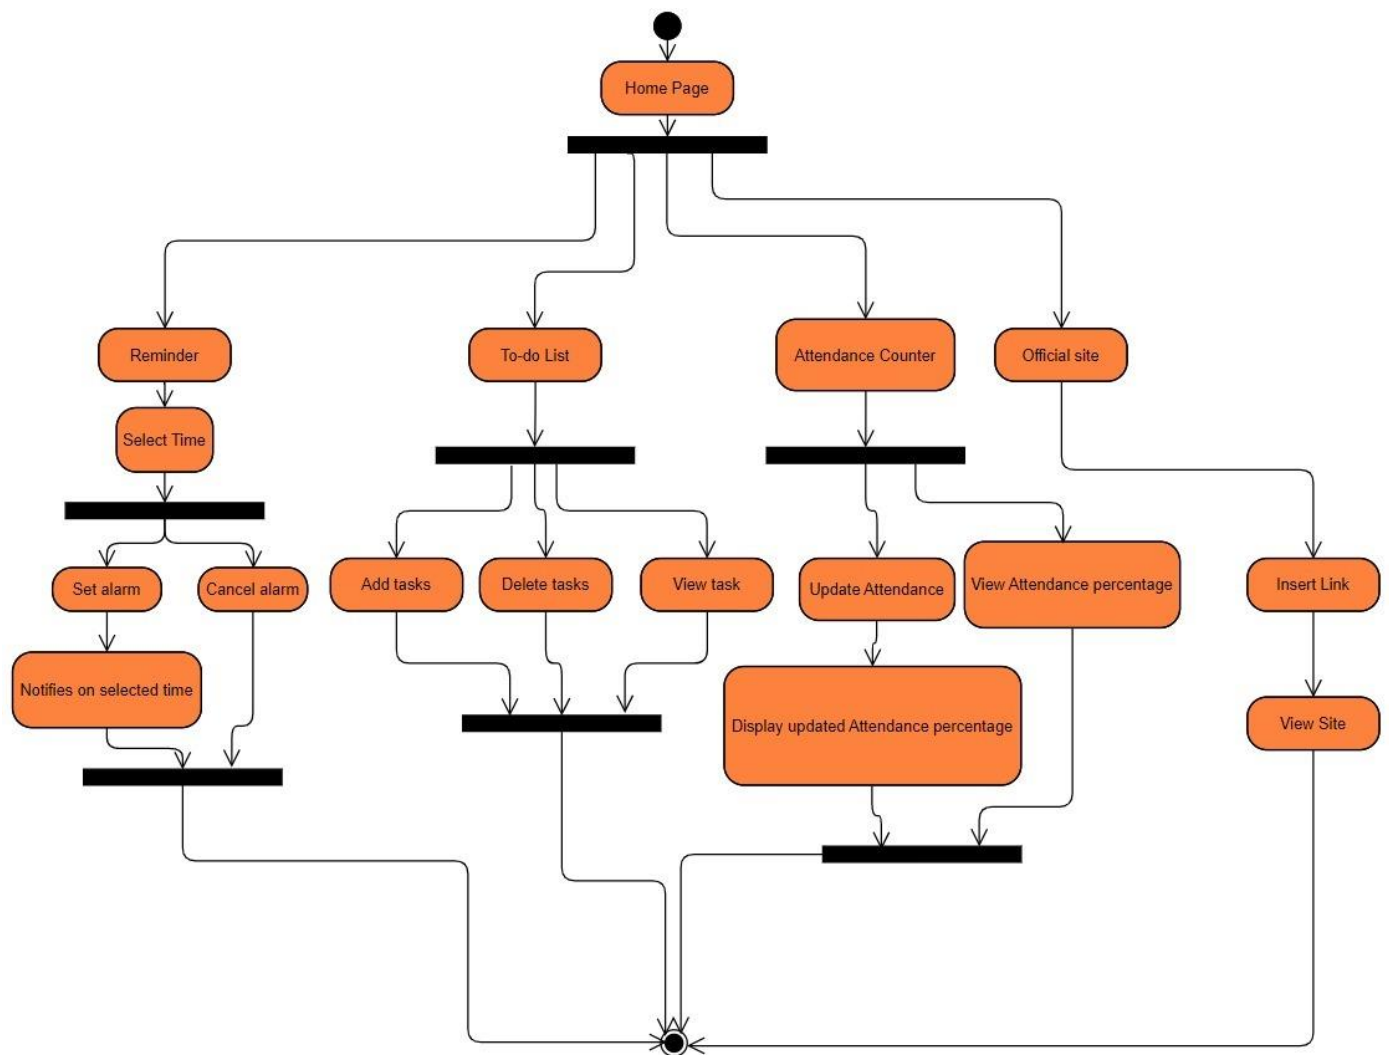 Home Page
Reminder
To-do List
Attendance Counter
Official site
Select Time
Set alarm
Cancel alarm
Add tasks
Delete tasks
View task
Update Attendance
View Attendance percentage
Insert Link
Notifies on selected time
Display updated Attendance percentage
View Site